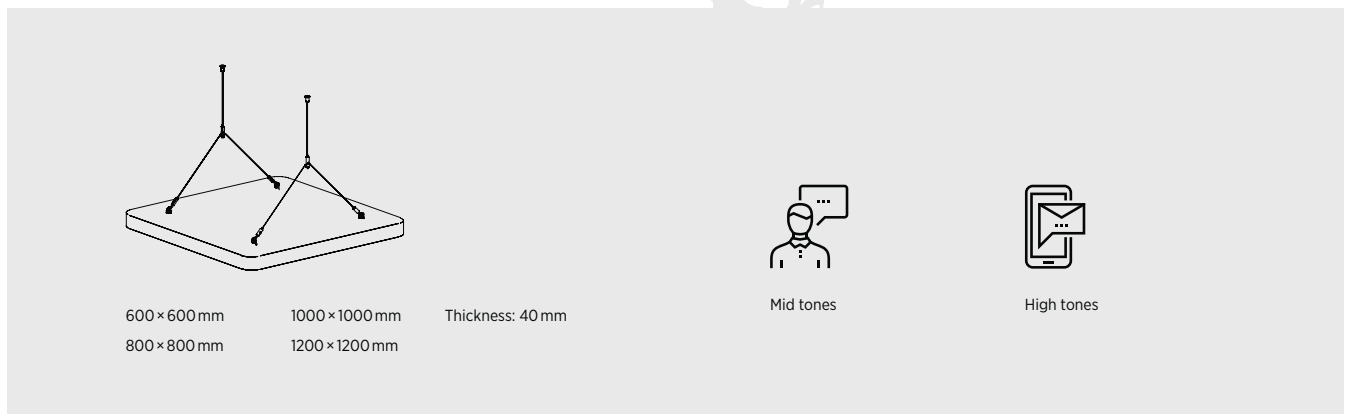 600 × 600 mm
800 × 800 mm
1000 × 1000 mm
1200 × 1200 mm
Thickness: 40 mm
Mid tones
High tones